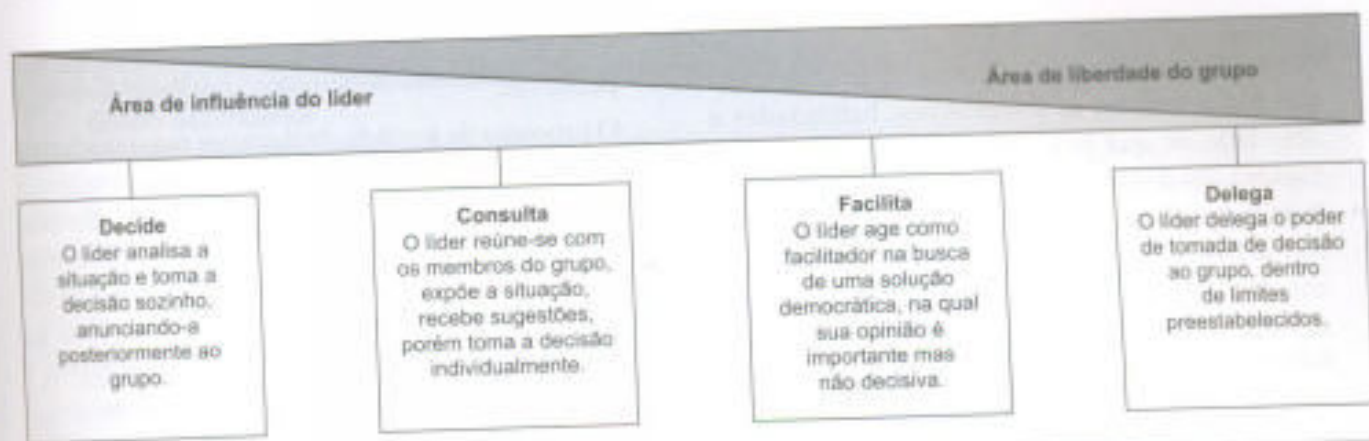 Área de influência do líder
Área de liberdade do grupo
Decide
O líder analisa a
situação e toma a
decisão sozinho,
anunciando-a
posteriormente ao
grupo.
Consulta
O líder reúne-se com
os membros do grupo,
expõe a situação,
recebe sugestões,
porém toma a decisão
individualmente.
Facilita
O líder age como
facilitador na busca
de uma solução
democrática, na qual
sua opinião é
importante mas
não decisiva.
Delega
O líder delega o poder
de tomada de decisão
ao grupo, dentro
de limites
preestabelecidos.